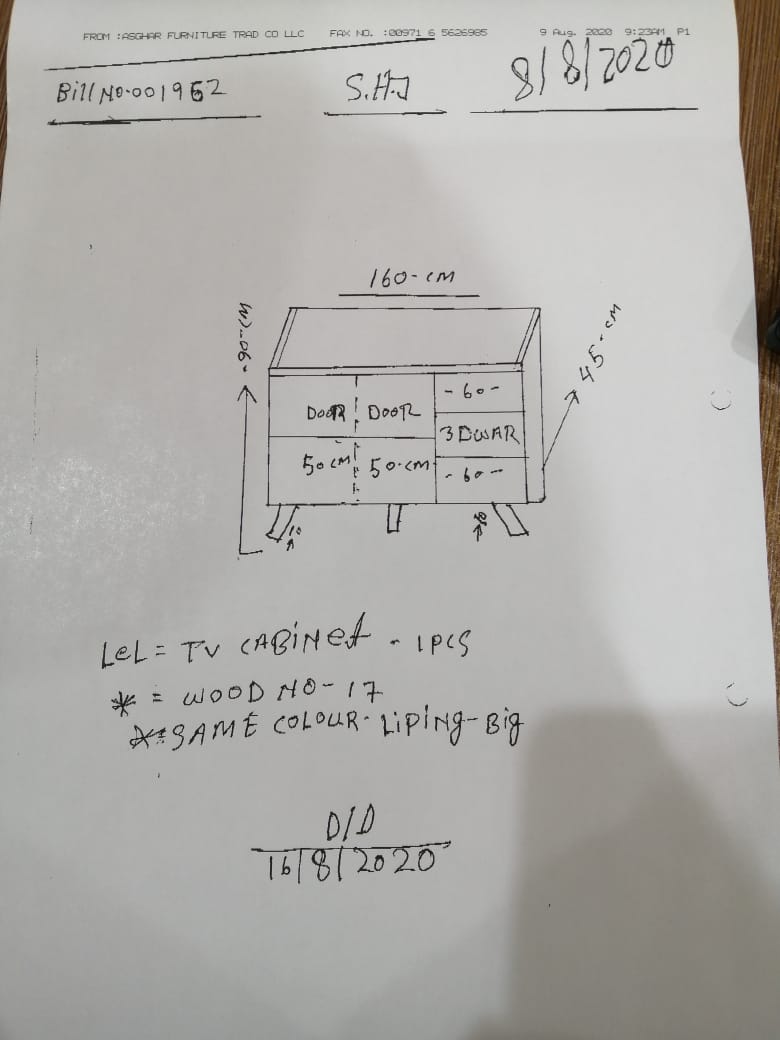 FROM :ASGHAR FURNITURE TRAD CO LLC FAX NO. :00971 6 5626985 9 Aug. 2020 9:23AM P1
Bill No.001962 S.H.J 8/8/2020
160-cm
90-cm
45-cm
DOOR DOOR -60-
3 DWAR
50cm 50.cm -60-
10
LeL = TV CABINet - 1PCS
* = WOOD NO-17
*=SAME COLOUR. LiPiNg-Big
D/D
16/8/2020